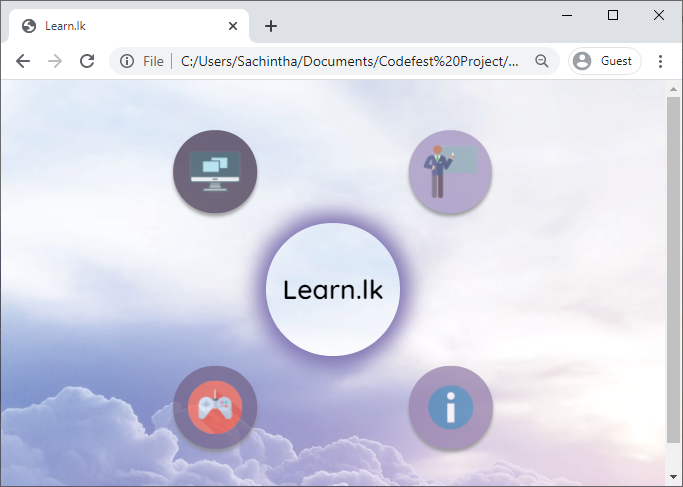 Learn.lk
File
C:/Users/Sachintha/Documents/Codefest%20Project/...
Guest
Learn.lk